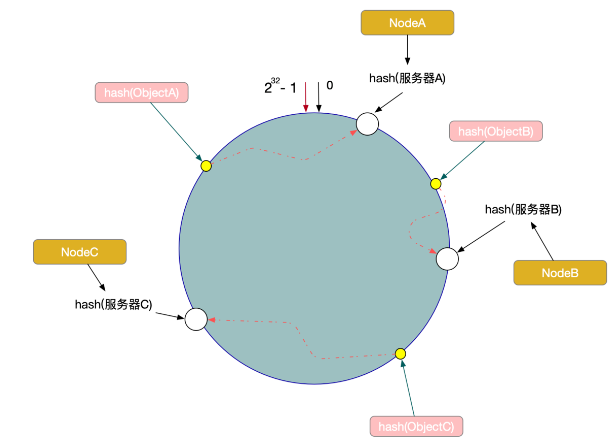 NodeA
hash(服务器A)
2^32 - 1
0
hash(ObjectA)
hash(ObjectB)
hash(服务器B)
NodeB
NodeC
hash(服务器C)
hash(ObjectC)